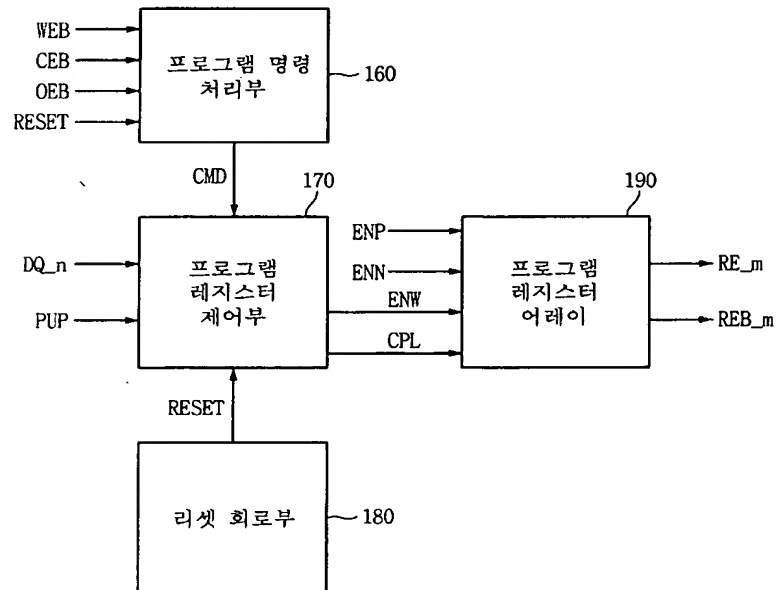 WEB
CEB
OEB
RESET
프로그램 명령
처리부
160
CMD
170
190
DQ_n
PUP
프로그램
레지스터
제어부
ENP
ENN
ENW
CPL
프로그램
레지스터
어레이
RE_m
REB_m
RESET
리셋 회로부
180